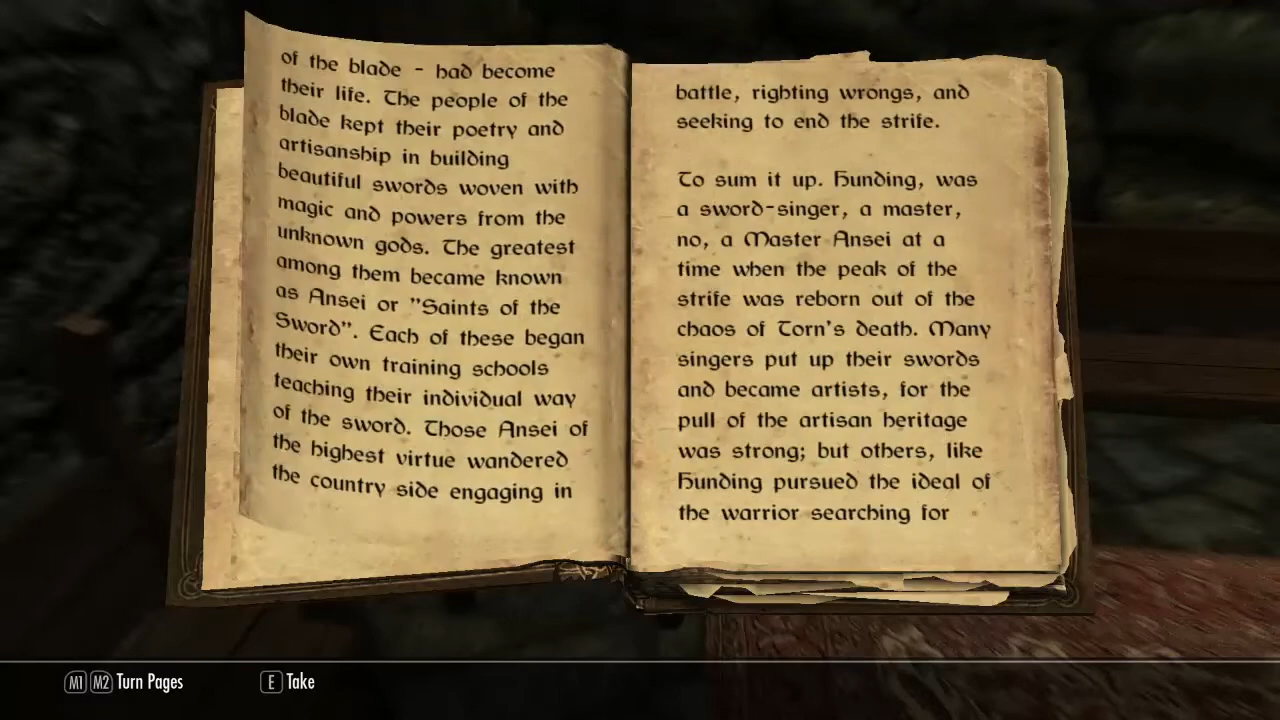 of the blade - had become
their life. The people of the
blade kept their poetry and
artisanship in building
beautiful swords woven with
magic and powers from the
unknown gods. The greatest
among them became known
as Ansei or "Saints of the
Sword". Each of these began
their own training schools
teaching their individual way
of the sword. Those Ansei of
the highest virtue wandered
the country side engaging in
battle, righting wrongs, and
seeking to end the strife.
To sum it up. Hunding, was
a sword-singer, a master,
no, a Master Ansei at a
time when the peak of the
strife was reborn out of the
chaos of Torn's death. Many
singers put up their swords
and became artists, for the
pull of the artisan heritage
was strong; but others, like
Hunding pursued the ideal of
the warrior searching for
M1 M2 Turn Pages E Take